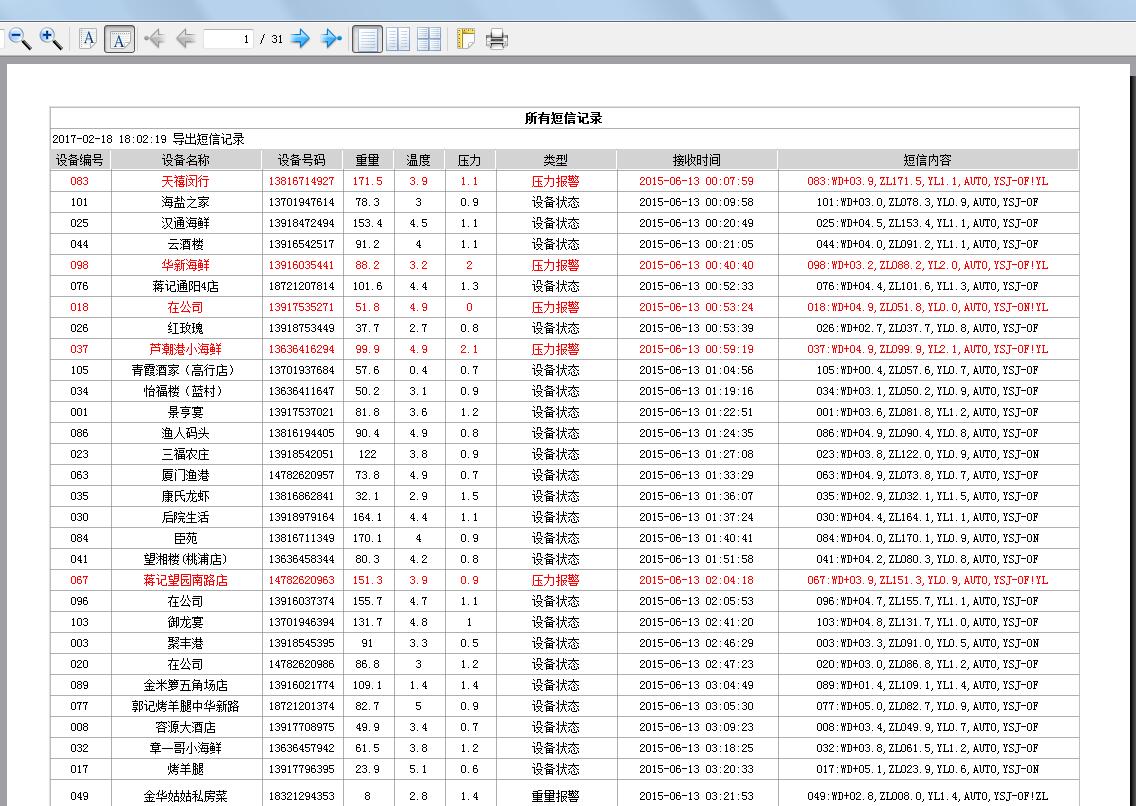 1 / 31
所有短信记录
2017-02-18 18:02:19 导出短信记录
设备编号 设备名称 设备号码 重量 温度 压力 类型 接收时间 短信内容
083 天禧闵行 13816714927 171.5 3.9 1.1 压力报警 2015-06-13 00:07:59 083:WD+03.9,ZL171.5,YL1.1,AUTO,YSJ-OF!YL
101 海盐之家 13701947614 78.3 3 0.9 设备状态 2015-06-13 00:09:58 101:WD+03.0,ZL078.3,YL0.9,AUTO,YSJ-OF
025 汉通海鲜 13918472494 153.4 4.5 1.1 设备状态 2015-06-13 00:20:49 025:WD+04.5,ZL153.4,YL1.1,AUTO,YSJ-OF
044 云酒楼 13916542517 91.2 4 1.1 设备状态 2015-06-13 00:21:05 044:WD+04.0,ZL091.2,YL1.1,AUTO,YSJ-OF
098 华新海鲜 13916035441 88.2 3.2 2 压力报警 2015-06-13 00:40:40 098:WD+03.2,ZL088.2,YL2.0,AUTO,YSJ-OF!YL
076 蒋记通阳4店 18721207814 101.6 4.4 1.3 设备状态 2015-06-13 00:52:33 076:WD+04.4,ZL101.6,YL1.3,AUTO,YSJ-OF
018 在公司 13917535271 51.8 4.9 0 压力报警 2015-06-13 00:53:24 018:WD+04.9,ZL051.8,YL0.0,AUTO,YSJ-ON!YL
026 红玫瑰 13918753449 37.7 2.7 0.8 设备状态 2015-06-13 00:53:39 026:WD+02.7,ZL037.7,YL0.8,AUTO,YSJ-OF
037 芦潮港小海鲜 13636416294 99.9 4.9 2.1 压力报警 2015-06-13 00:59:19 037:WD+04.9,ZL099.9,YL2.1,AUTO,YSJ-OF!YL
105 青霞酒家（高行店） 13701937684 57.6 0.4 0.7 设备状态 2015-06-13 01:04:56 105:WD+00.4,ZL057.6,YL0.7,AUTO,YSJ-OF
034 怡福楼（蓝村） 13636411647 50.2 3.1 0.9 设备状态 2015-06-13 01:19:16 034:WD+03.1,ZL050.2,YL0.9,AUTO,YSJ-OF
001 景亨宴 13917537021 81.8 3.6 1.2 设备状态 2015-06-13 01:22:51 001:WD+03.6,ZL081.8,YL1.2,AUTO,YSJ-OF
086 渔人码头 13816194405 90.4 4.9 0.8 设备状态 2015-06-13 01:24:35 086:WD+04.9,ZL090.4,YL0.8,AUTO,YSJ-OF
023 三福农庄 13918542051 122 3.8 0.9 设备状态 2015-06-13 01:27:08 023:WD+03.8,ZL122.0,YL0.9,AUTO,YSJ-ON
063 厦门渔港 14782620957 73.8 4.9 0.7 设备状态 2015-06-13 01:33:29 063:WD+04.9,ZL073.8,YL0.7,AUTO,YSJ-OF
035 康氏龙虾 13816862841 32.1 2.9 1.5 设备状态 2015-06-13 01:36:07 035:WD+02.9,ZL032.1,YL1.5,AUTO,YSJ-OF
030 后院生活 13918979164 164.1 4.4 1.1 设备状态 2015-06-13 01:37:24 030:WD+04.4,ZL164.1,YL1.1,AUTO,YSJ-OF
084 臣苑 13816711349 170.1 4 0.9 设备状态 2015-06-13 01:40:41 084:WD+04.0,ZL170.1,YL0.9,AUTO,YSJ-ON
041 望湘楼(桃浦店) 13636458344 80.3 4.2 0.8 设备状态 2015-06-13 01:51:58 041:WD+04.2,ZL080.3,YL0.8,AUTO,YSJ-OF
067 蒋记望园南路店 14782620963 151.3 3.9 0.9 压力报警 2015-06-13 02:04:18 067:WD+03.9,ZL151.3,YL0.9,AUTO,YSJ-OF!YL
096 在公司 13916037374 155.7 4.7 1.1 设备状态 2015-06-13 02:05:53 096:WD+04.7,ZL155.7,YL1.1,AUTO,YSJ-OF
103 御龙宴 13701946394 131.7 4.8 1 设备状态 2015-06-13 02:41:20 103:WD+04.8,ZL131.7,YL1.0,AUTO,YSJ-OF
003 聚丰港 13918545395 91 3.3 0.5 设备状态 2015-06-13 02:46:29 003:WD+03.3,ZL091.0,YL0.5,AUTO,YSJ-ON
020 在公司 14782620986 86.8 3 1.2 设备状态 2015-06-13 02:47:23 020:WD+03.0,ZL086.8,YL1.2,AUTO,YSJ-OF
089 金米箩五角场店 13916021774 109.1 1.4 1.4 设备状态 2015-06-13 03:04:49 089:WD+01.4,ZL109.1,YL1.4,AUTO,YSJ-OF
077 郭记烤羊腿中华新路 18721201374 82.7 5 0.9 设备状态 2015-06-13 03:05:30 077:WD+05.0,ZL082.7,YL0.9,AUTO,YSJ-OF
008 容源大酒店 13917708975 49.9 3.4 0.7 设备状态 2015-06-13 03:09:23 008:WD+03.4,ZL049.9,YL0.7,AUTO,YSJ-OF
032 章一哥小海鲜 13636457942 61.5 3.8 1.2 设备状态 2015-06-13 03:18:25 032:WD+03.8,ZL061.5,YL1.2,AUTO,YSJ-OF
017 烤羊腿 13917796395 23.9 5.1 0.6 设备状态 2015-06-13 03:20:33 017:WD+05.1,ZL023.9,YL0.6,AUTO,YSJ-ON
049 金华姑姑私房菜 18321294353 8 2.8 1.4 重量报警 2015-06-13 03:21:53 049:WD+02.8,ZL008.0,YL1.4,AUTO,YSJ-OF!ZL